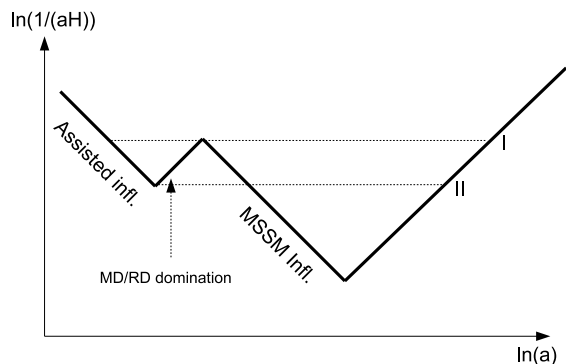 ln(1/(aH))
Assisted infl.
I
II
MSSM Infl.
MD/RD domination
ln(a)